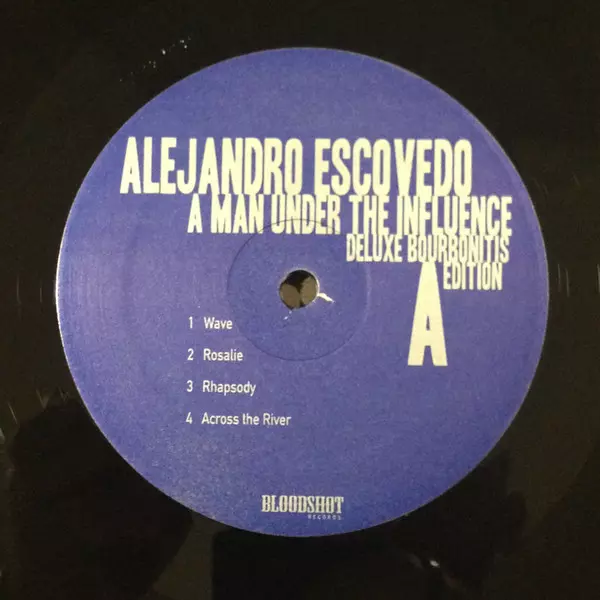 ALEJANDRO ESCOVEDO
A MAN UNDER THE INFLUENCE
DELUXE BOURBONITIS
EDITION
A
1 Wave
2 Rosalie
3 Rhapsody
4 Across the River
BLOODSHOT
RECORDS